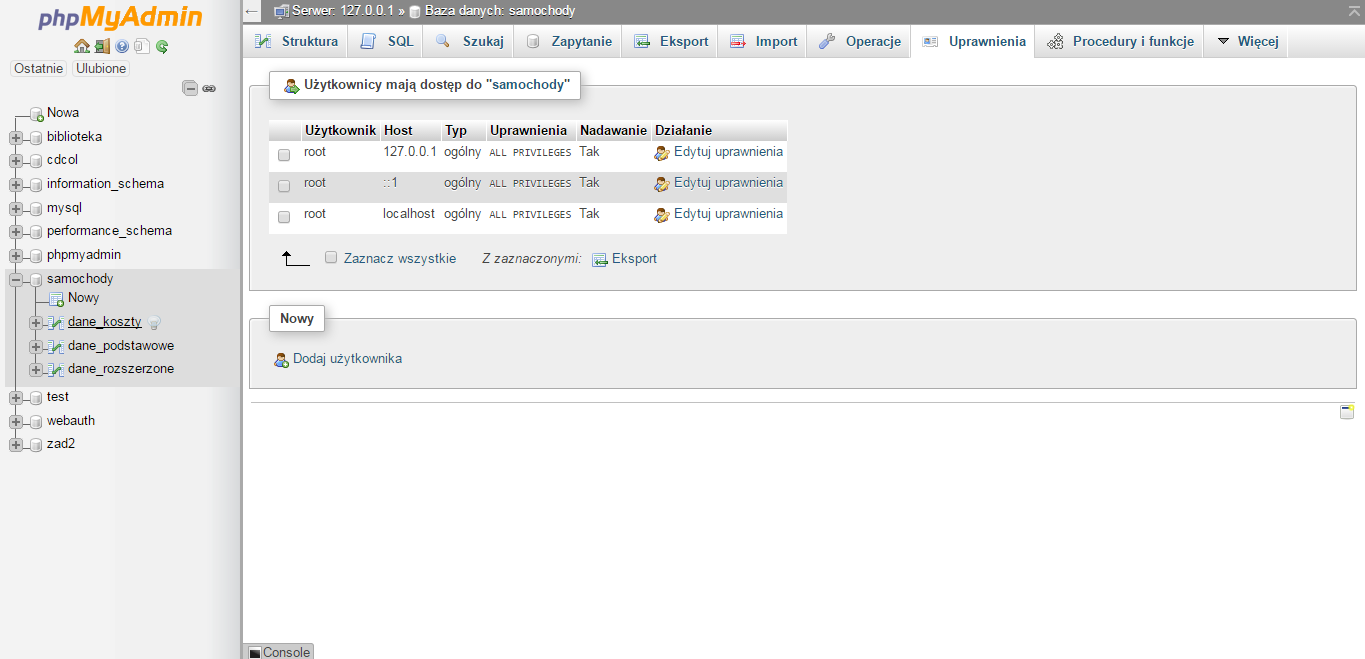 phpMyAdmin
Ostatnie Ulubione
Nowa
biblioteka
cdcol
information_schema
mysql
performance_schema
phpmyadmin
samochody
Nowy
dane_koszty
dane_podstawowe
dane_rozszerzone
test
webauth
zad2
Serwer: 127.0.0.1 » Baza danych: samochody
Struktura SQL Szukaj Zapytanie Eksport Import Operacje Uprawnienia Procedury i funkcje Więcej
Użytkownicy mają dostęp do "samochody"
Użytkownik Host Typ Uprawnienia Nadawanie Działanie
root 127.0.0.1 ogólny ALL PRIVILEGES Tak Edytuj uprawnienia
root ::1 ogólny ALL PRIVILEGES Tak Edytuj uprawnienia
root localhost ogólny ALL PRIVILEGES Tak Edytuj uprawnienia
Zaznacz wszystkie Z zaznaczonymi: Eksport
Nowy
Dodaj użytkownika
Console